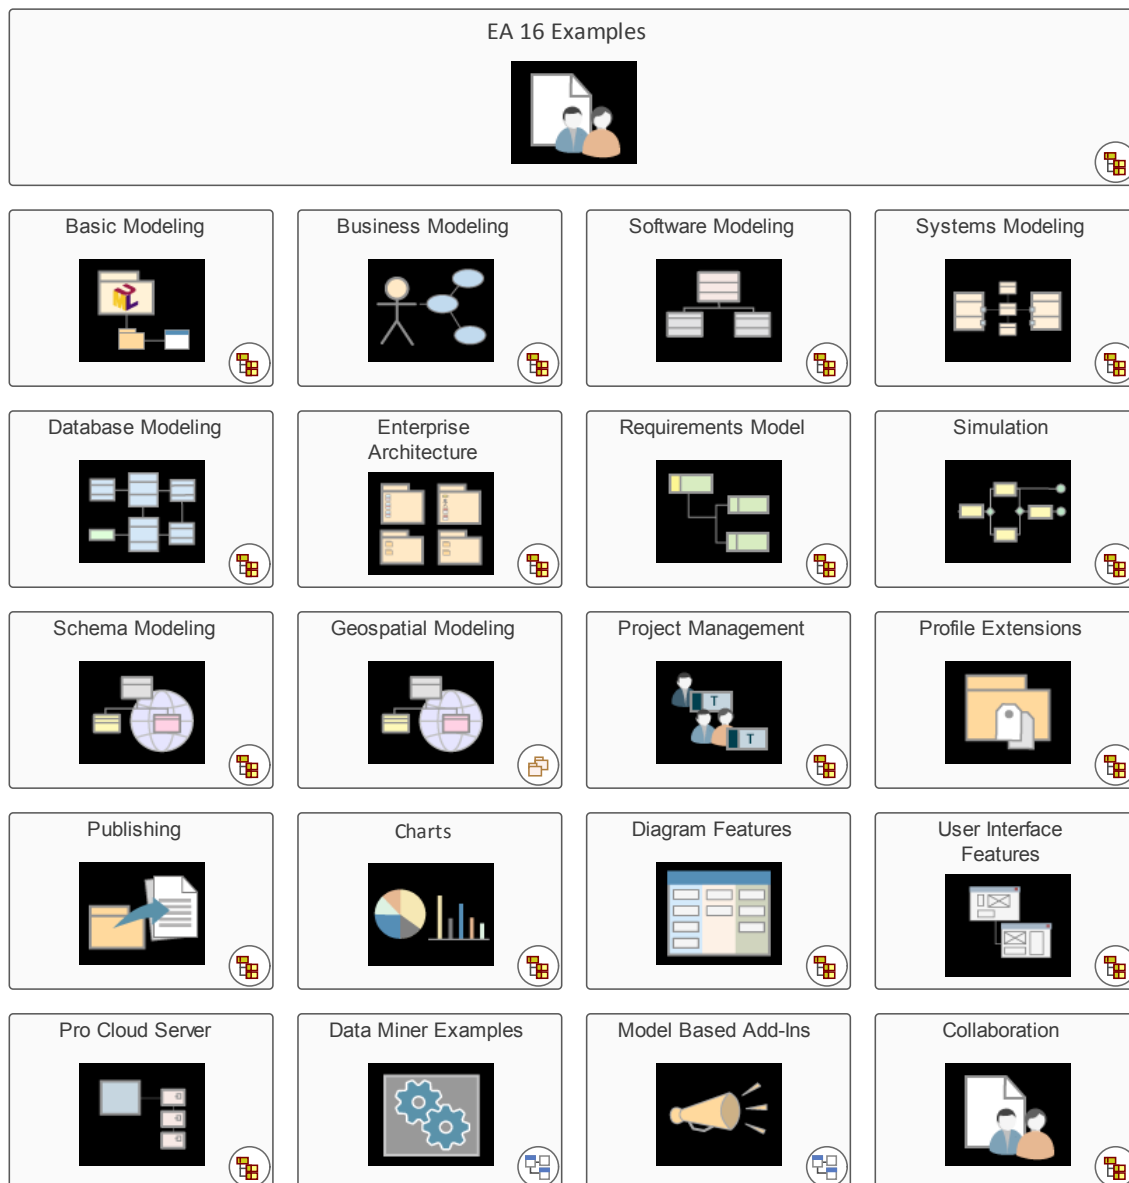 EA 16 Examples
Basic Modeling
Business Modeling
Software Modeling
Systems Modeling
Database Modeling
Enterprise
Architecture
Requirements Model
Simulation
Schema Modeling
Geospatial Modeling
Project Management
T
T
Profile Extensions
Publishing
Charts
Diagram Features
User Interface
Features
Pro Cloud Server
Data Miner Examples
Model Based Add-Ins
Collaboration